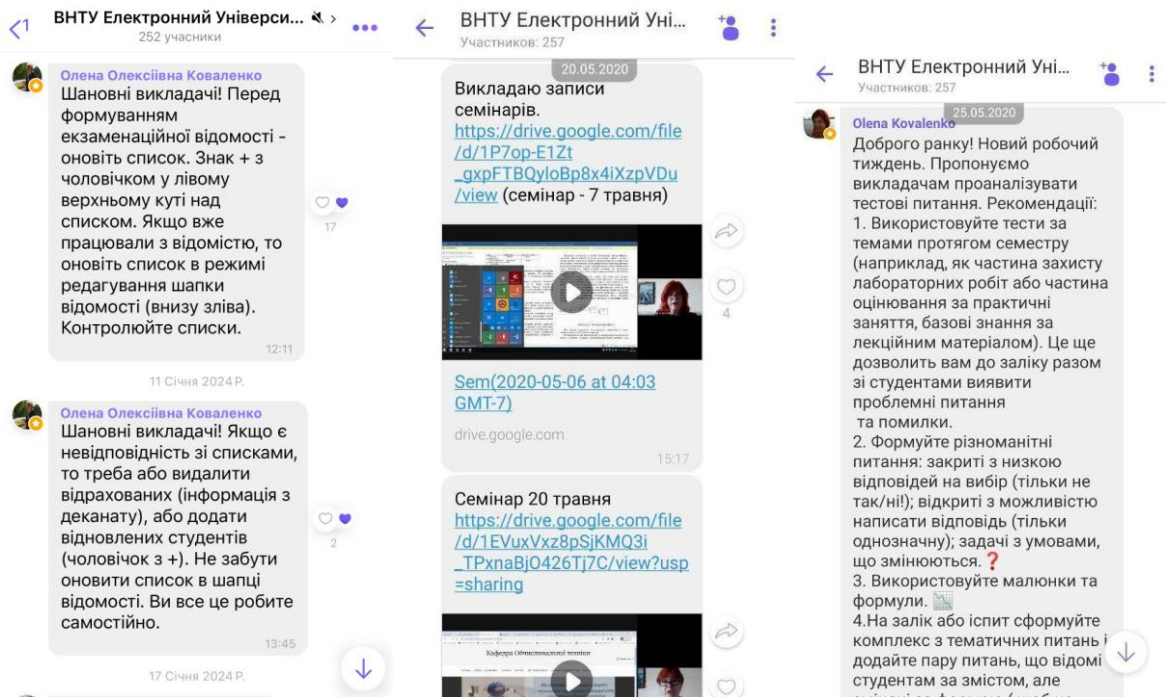 ВНТУ Електронний Універси...
252 учасники
Олена Олексіївна Коваленко
Шановні викладачі! Перед
формуванням
екзаменаційної відомості -
оновіть список. Знак + з
чоловічком у лівому
верхньому куті над
списком. Якщо вже
працювали з відомістю, то
оновіть список в режимі
редагування шапки
відомості (внизу зліва).
Контролюйте списки.
12:11
17
11 Січня 2024 Р.
Олена Олексіївна Коваленко
Шановні викладачі! Якщо є
невідповідність зі списками,
то треба або видалити
відрахованих (інформація з
деканату), або додати
відновлених студентів
(чоловічок з +). Не забути
оновити список в шапці
відомості. Ви все це робите
самостійно.
13:45
2
17 Січня 2024 Р.
ВНТУ Електронний Уні...
Участников: 257
20.05.2020
Викладаю записи
семінарів.
https://drive.google.com/file
/d/1P7op-E1Zt
_gxpFTBQyloBp8x4iXzpVDu
/view (семінар - 7 травня)
4
Sem(2020-05-06 at 04:03
GMT-7)
drive.google.com
15:17
Семінар 20 травня
https://drive.google.com/file
/d/1EVuxVxz8pSjKMQ3i
_TPxnaBjO426Tj7C/view?usp
=sharing
Кафедра Обчислювальної техніки
ВНТУ Електронний Уні...
Участников: 257
25.05.2020
Olena Kovalenko
Доброго ранку! Новий робочий
тиждень. Пропонуємо
викладачам проаналізувати
тестові питання. Рекомендації:
1. Використовуйте тести за
темами протягом семестру
(наприклад, як частина захисту
лабораторних робіт або частина
оцінювання за практичні
заняття, базові знання за
лекційним матеріалом). Це ще
дозволить вам до заліку разом
зі студентами виявити
проблемні питання
та помилки.
2. Формуйте різноманітні
питання: закриті з низкою
відповідей на вибір (тільки не
так/ні!); відкриті з можливістю
написати відповідь (тільки
однозначну); задачі з умовами,
що змінюються.❓
3. Використовуйте малюнки та
формули.
4.На залік або іспит сформуйте
комплекс з тематичних питань і
додайте пару питань, що відомі
студентам за змістом, але